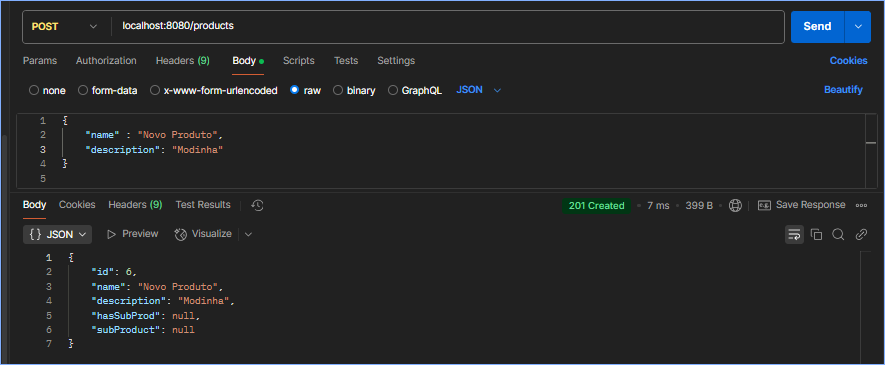 POST localhost:8080/products Send
Params Authorization Headers (9) Body Scripts Tests Settings Cookies
none form-data x-www-form-urlencoded raw binary GraphQL JSON Beautify
1 {
2 "name" : "Novo Produto",
3 "description": "Modinha"
4 }
5
Body Cookies Headers (9) Test Results 201 Created • 7 ms • 399 B • Save Response
{} JSON Preview Visualize
1 {
2 "id": 6,
3 "name": "Novo Produto",
4 "description": "Modinha",
5 "hasSubProd": null,
6 "subProduct": null
7 }